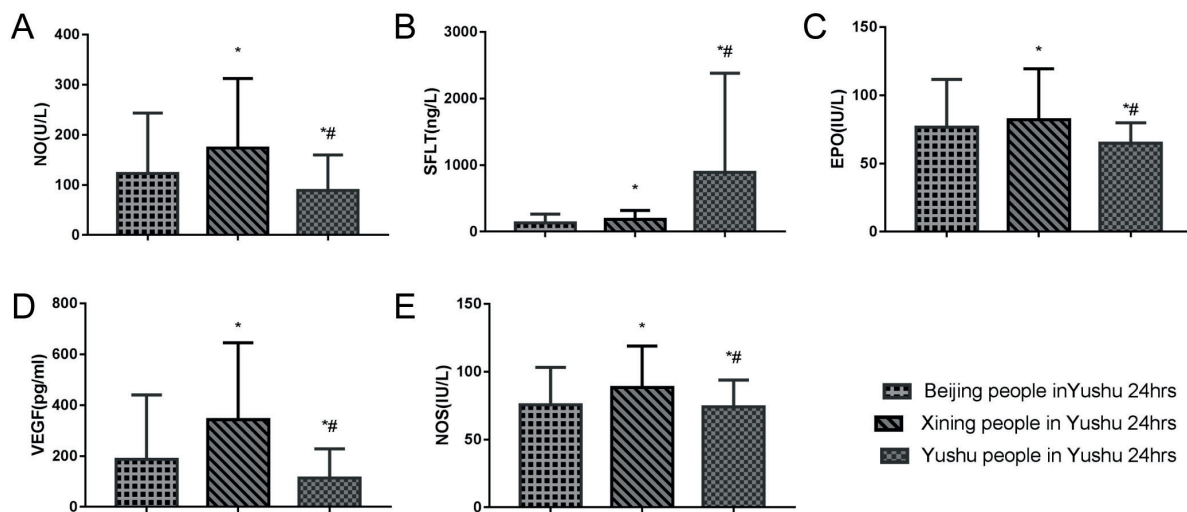 A
NO(U/L)
400
300
200
100
0
*
*#
B
SFLT(ng/L)
3000
2000
1000
0
*
*#
C
EPO(IU/L)
150
100
50
0
*
*#
D
VEGF(pg/ml)
800
600
400
200
0
*
*#
E
NOS(IU/L)
150
100
50
0
*
*#
Beijing people inYushu 24hrs
Xining people in Yushu 24hrs
Yushu people in Yushu 24hrs